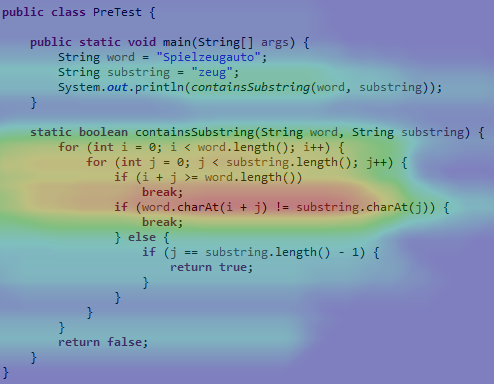 public class PreTest {
public static void main(String[] args) {
String word = "Spielzeugauto";
String substring = "zeug";
System.out.println(containsSubstring(word, substring));
}
static boolean containsSubstring(String word, String substring) {
for (int i = 0; i < word.length(); i++) {
for (int j = 0; j < substring.length(); j++) {
if (i + j >= word.length())
break;
if (word.charAt(i + j) != substring.charAt(j)) {
break;
} else {
if (j == substring.length() - 1) {
return true;
}
}
}
}
return false;
}
}